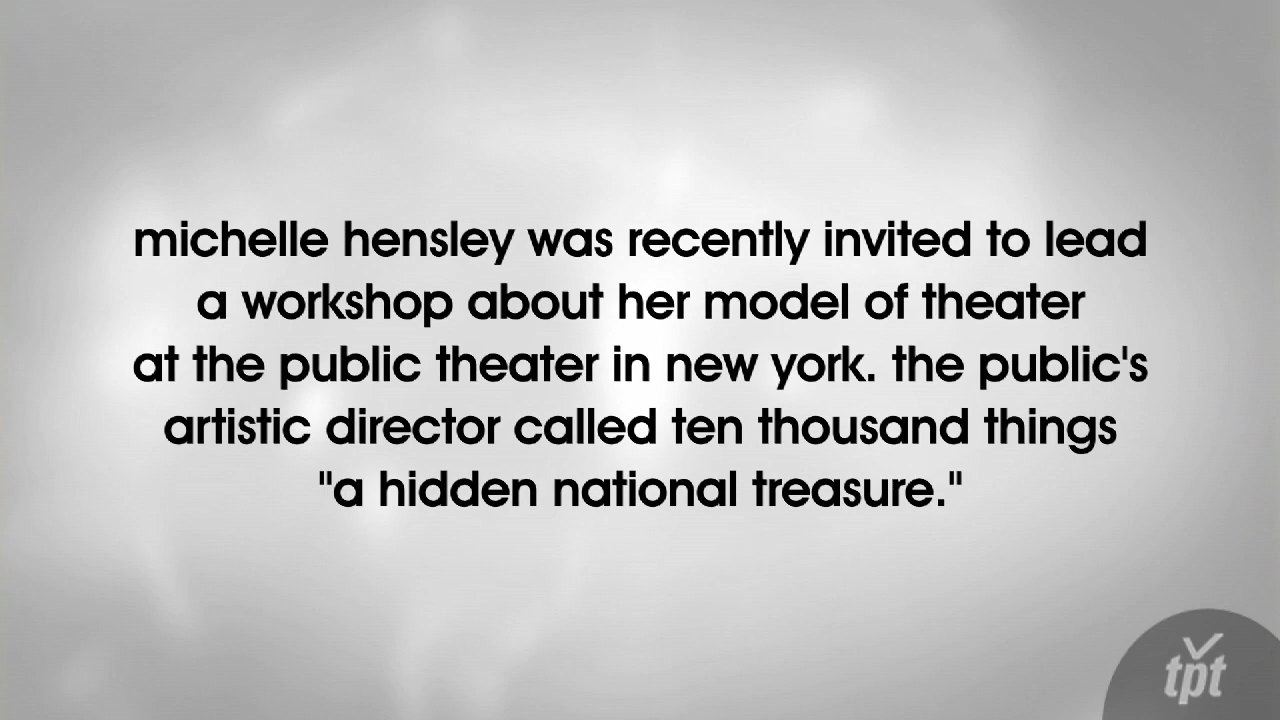 michelle hensley was recently invited to lead
a workshop about her model of theater
at the public theater in new york. the public's
artistic director called ten thousand things
"a hidden national treasure."
tpt